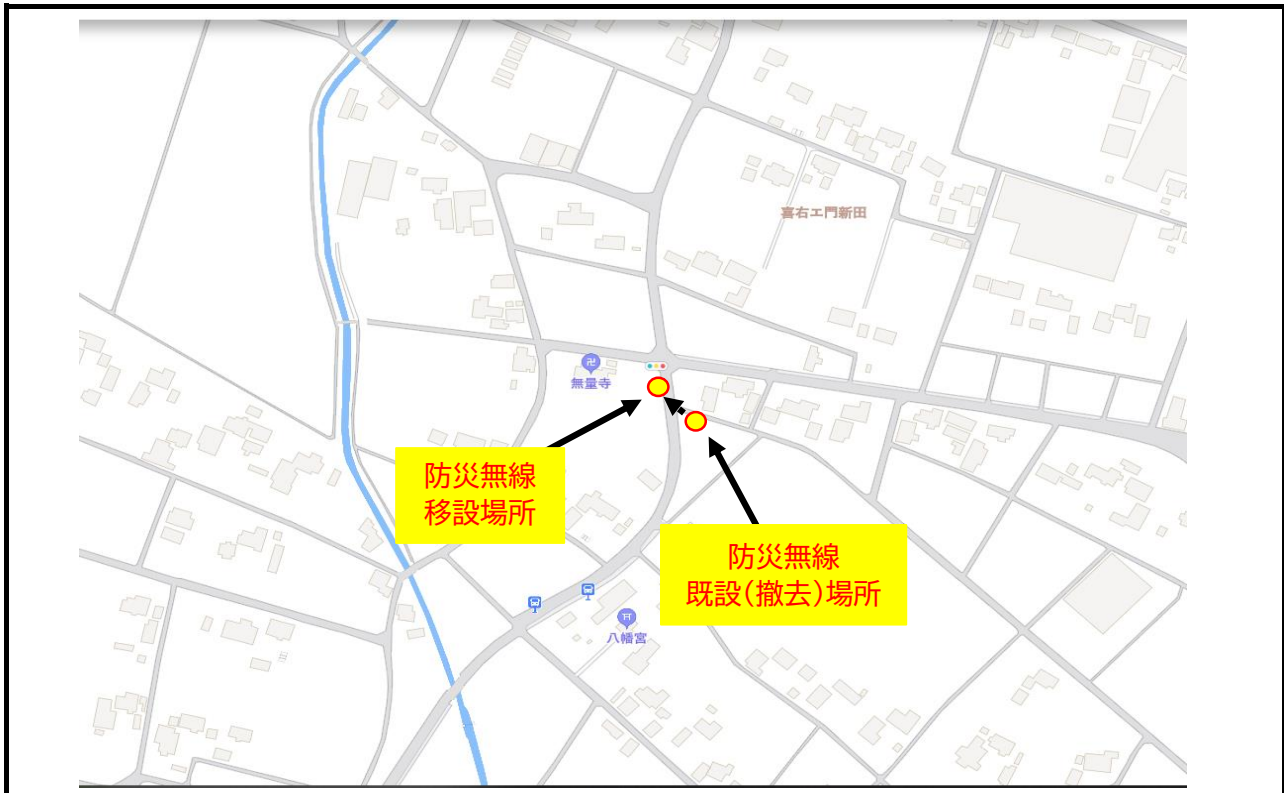 喜右エ門新田
卍
無量寺
防災無線
移設場所
防災無線
既設(撤去)場所
八幡宮